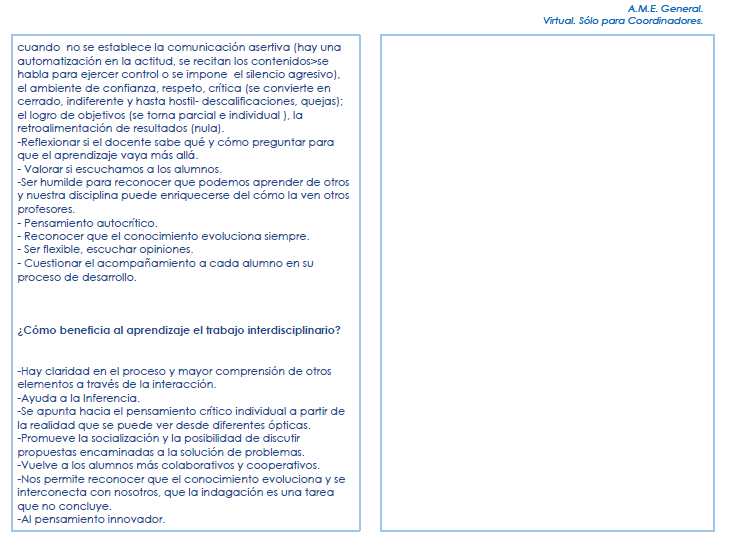 A.M.E. General.
Virtual. Sólo para Coordinadores.
cuando  no se establece la comunicación asertiva (hay una
automatización en la actitud, se recitan los contenidos>se
habla para ejercer control o se impone  el silencio agresivo),
el ambiente de confianza, respeto, crítica (se convierte en
cerrado, indiferente y hasta hostil- descalificaciones, quejas);
el logro de objetivos (se torna parcial e individual ), la
retroalimentación de resultados (nula).
-Reflexionar si el docente sabe qué y cómo preguntar para
que el aprendizaje vaya más allá.
- Valorar si escuchamos a los alumnos.
-Ser humilde para reconocer que podemos aprender de otros
y nuestra disciplina puede enriquecerse del cómo la ven otros
profesores.
- Pensamiento autocrítico.
- Reconocer que el conocimiento evoluciona siempre.
- Ser flexible, escuchar opiniones.
- Cuestionar el acompañamiento a cada alumno en su
proceso de desarrollo.
¿Cómo beneficia al aprendizaje el trabajo interdisciplinario?
-Hay claridad en el proceso y mayor comprensión de otros
elementos a través de la interacción.
-Ayuda a la Inferencia.
-Se apunta hacia el pensamiento crítico individual a partir de
la realidad que se puede ver desde diferentes ópticas.
-Promueve la socialización y la posibilidad de discutir
propuestas encaminadas a la solución de problemas.
-Vuelve a los alumnos más colaborativos y cooperativos.
-Nos permite reconocer que el conocimiento evoluciona y se
interconecta con nosotros, que la indagación es una tarea
que no concluye.
-Al pensamiento innovador.